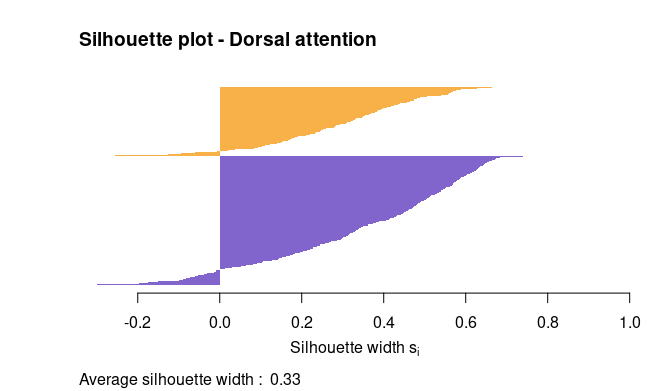 Silhouette plot - Dorsal attention
-0.2 0.0 0.2 0.4 0.6 0.8 1.0
Silhouette width si
Average silhouette width : 0.33